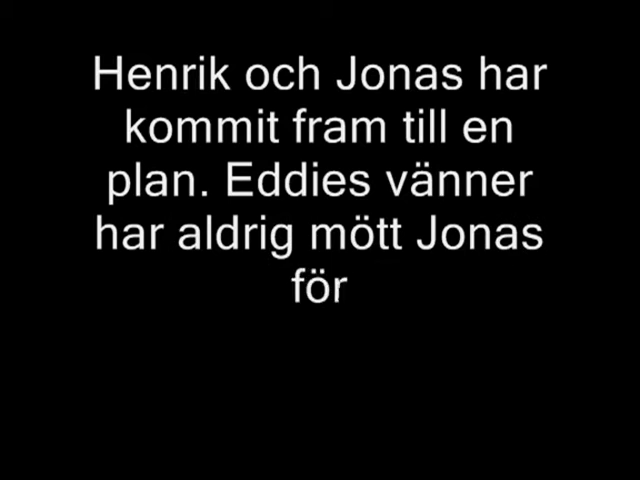 Henrik och Jonas har
kommit fram till en
plan. Eddies vänner
har aldrig mött Jonas
för